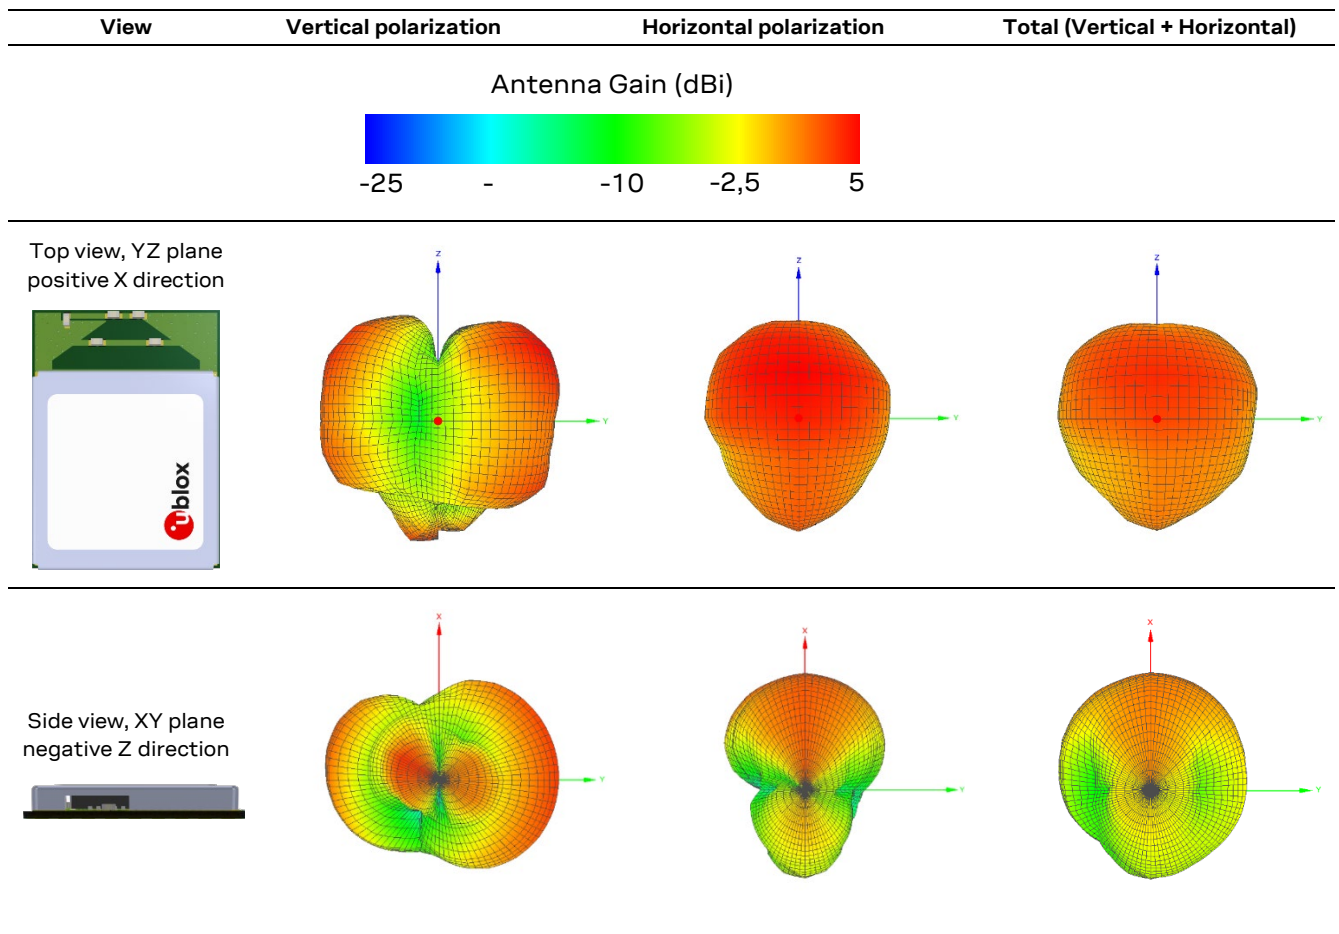 View Vertical polarization Horizontal polarization Total (Vertical + Horizontal)
Antenna Gain (dBi)
-25 - -10 -2,5 5
Top view, YZ plane
positive X direction
ublox
Z
Y
Z
Y
Z
Y
Side view, XY plane
negative Z direction
X
Y
X
Y
X
Y